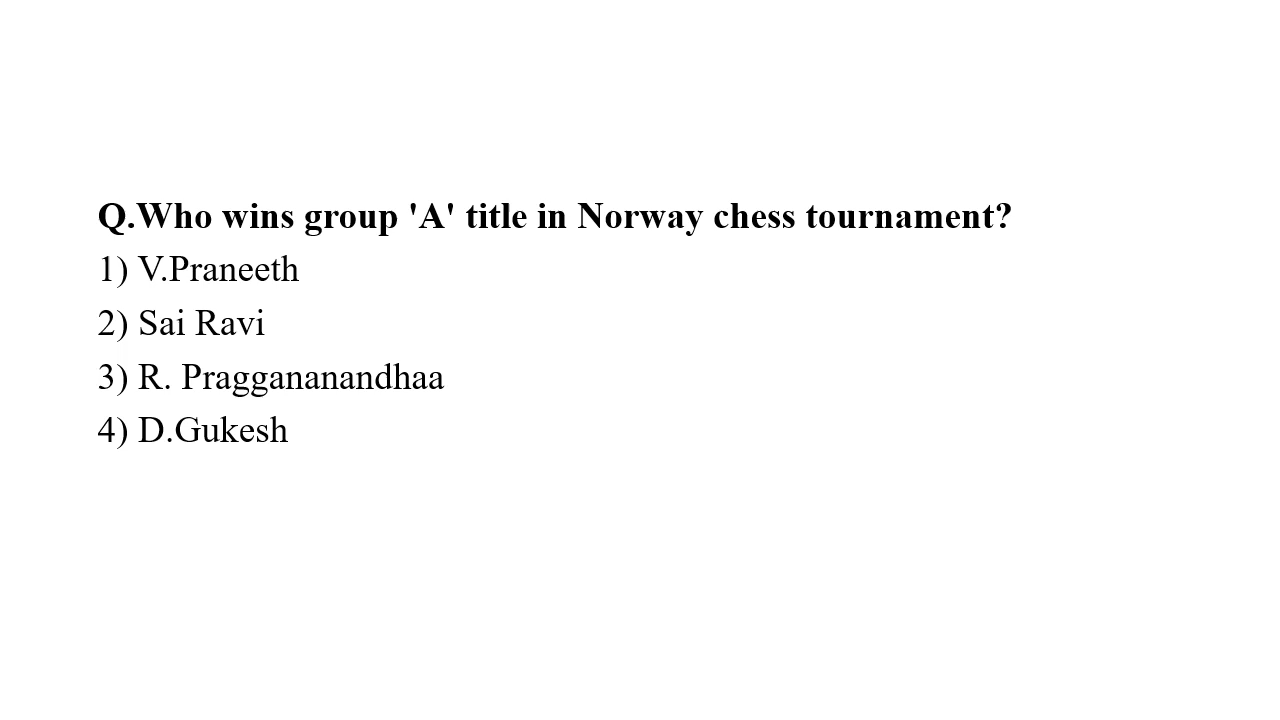 Q.Who wins group 'A' title in Norway chess tournament?
1) V.Praneeth
2) Sai Ravi
3) R. Praggananandhaa
4) D.Gukesh